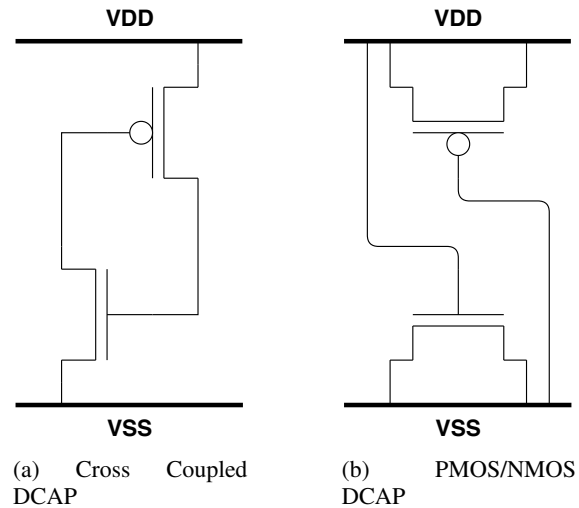 VDD
VDD
VSS
VSS
(a) Cross Coupled
DCAP
(b) PMOS/NMOS
DCAP